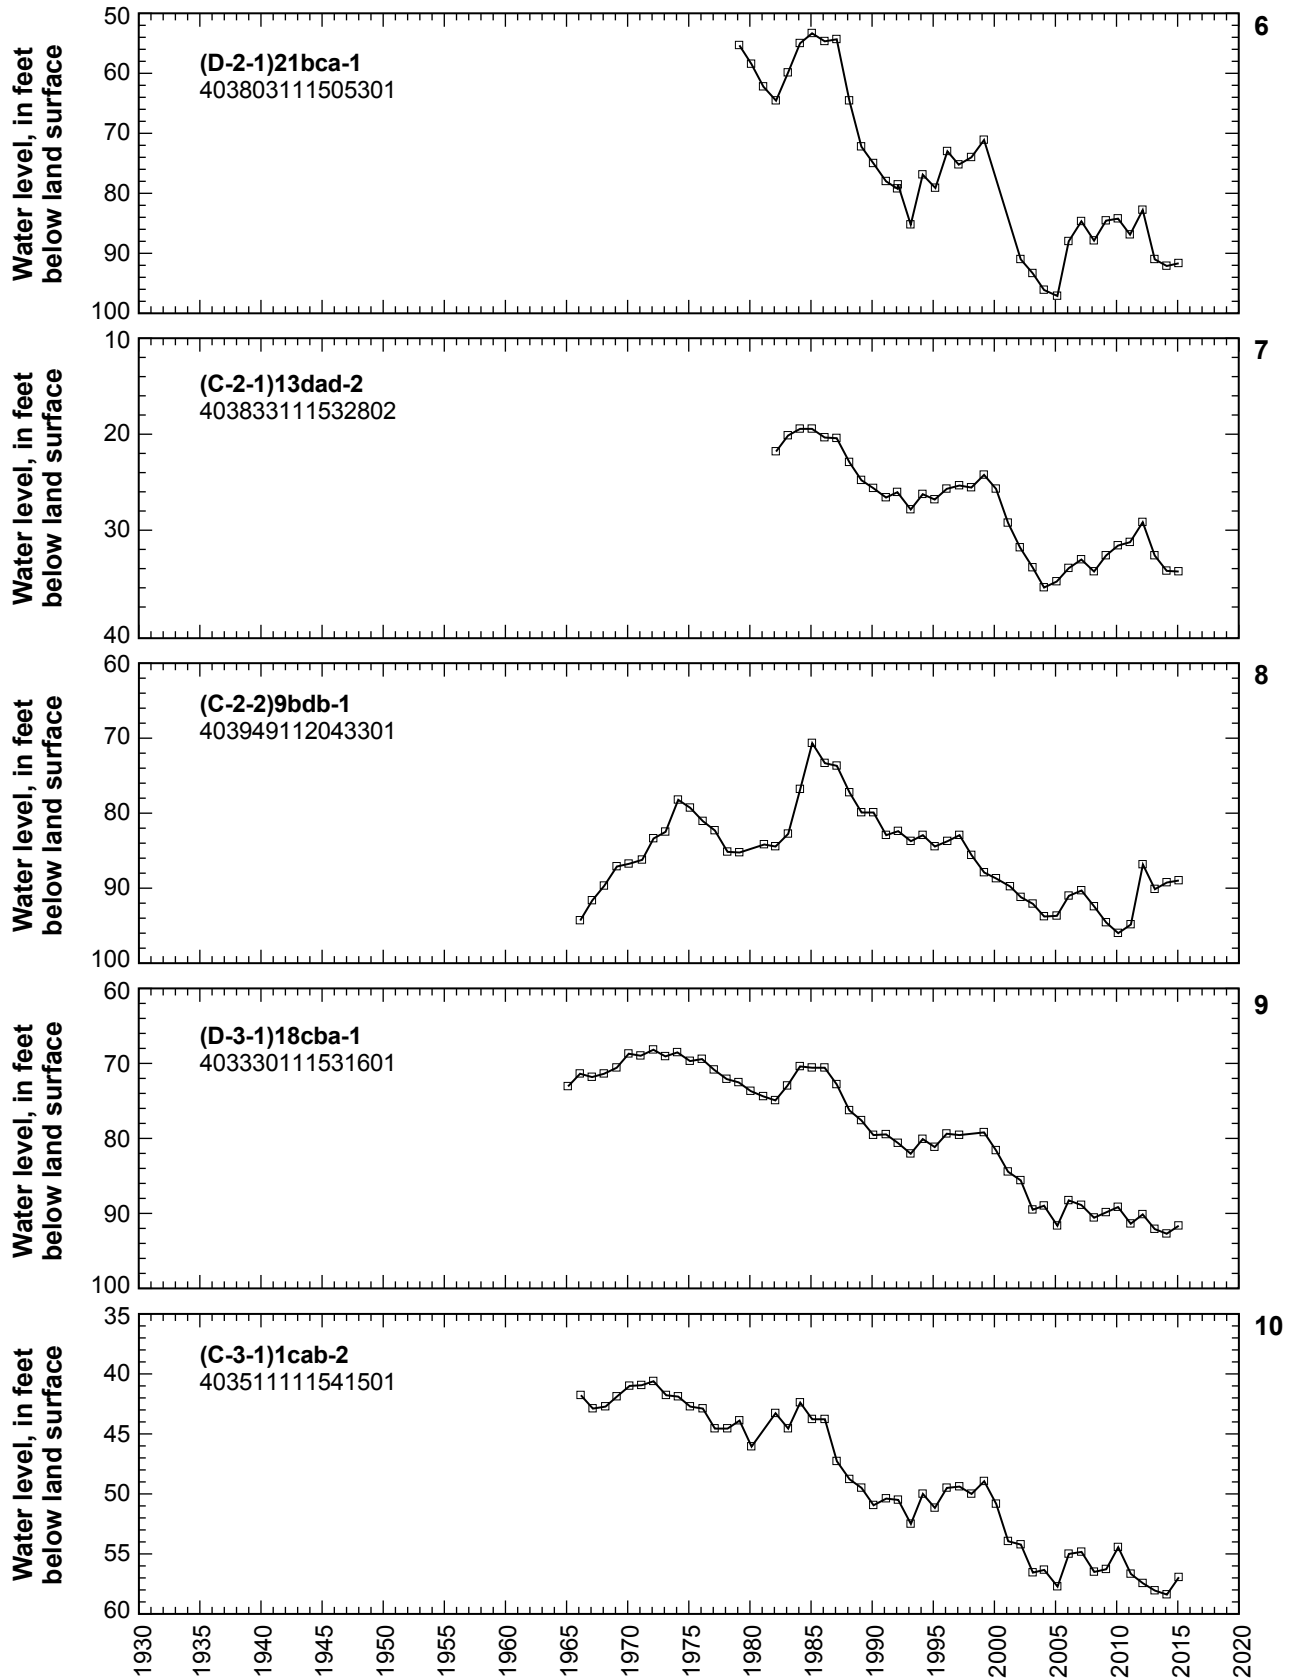 Water level, in feet
below land surface
50
60
70
80
90
100
(D-2-1)21bca-1
403803111505301
6
Water level, in feet
below land surface
10
20
30
40
(C-2-1)13dad-2
403833111532802
7
Water level, in feet
below land surface
60
70
80
90
100
(C-2-2)9bdb-1
403949112043301
8
Water level, in feet
below land surface
60
70
80
90
100
(D-3-1)18cba-1
403330111531601
9
Water level, in feet
below land surface
35
40
45
50
55
60
(C-3-1)1cab-2
403511111541501
10
1930 1935 1940 1945 1950 1955 1960 1965 1970 1975 1980 1985 1990 1995 2000 2005 2010 2015 2020